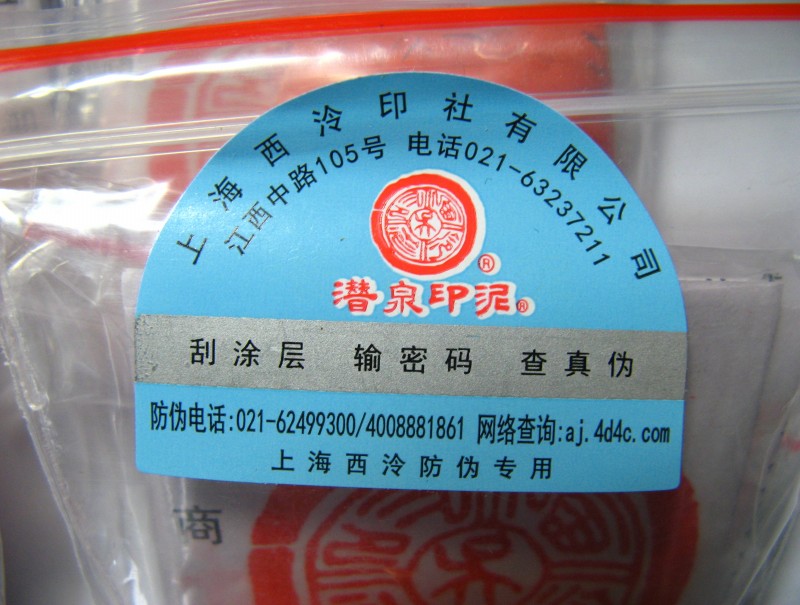 上海西泠印社有限公司
江西中路105号 电话021-63237211
®
潜泉印泥®
刮涂层 输密码 查真伪
防伪电话:021-62499300/4008881861 网络查询:aj.4d4c.com
上海西泠防伪专用
商